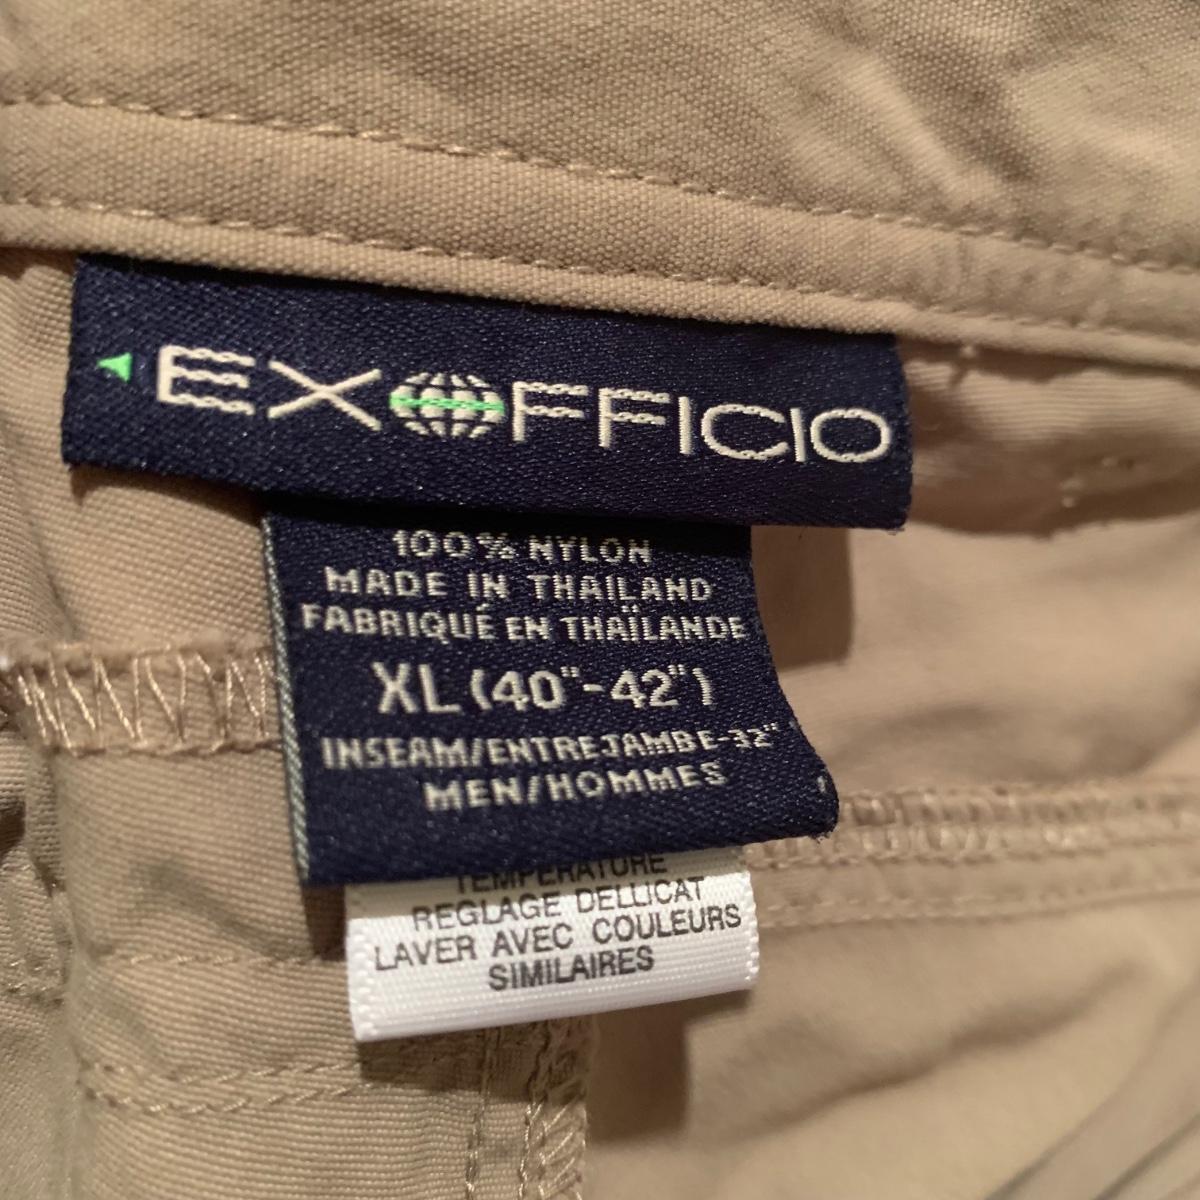 EXOFFICIO
100% NYLON
MADE IN THAILAND
FABRIQUÉ EN THAÏLANDE
XL (40"-42")
INSEAM/ENTREJAMBE-32"
MEN/HOMMES
TEMPERATURE
REGLAGE DELLICAT
LAVER AVEC COULEURS
SIMILAIRES